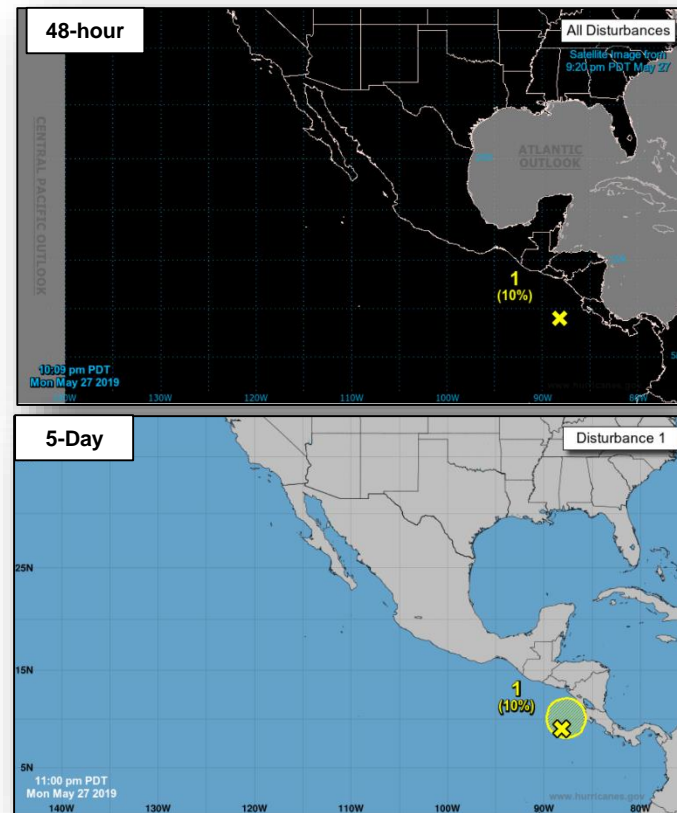 48-hour
All Disturbances
Satellite Image from
9:20 pm PDT May 27
CENTRAL PACIFIC OUTLOOK
ATLANTIC
OUTLOOK
1
(10%)
10:09 pm PDT
Mon May 27 2019
www.hurricanes.gov
130W 120W 110W 100W 90W 80W
5-Day
Disturbance 1
25N
15N
1
(10%)
5N
11:00 pm PDT
Mon May 27 2019
www.hurricanes.gov
140W 130W 120W 110W 100W 90W 80W